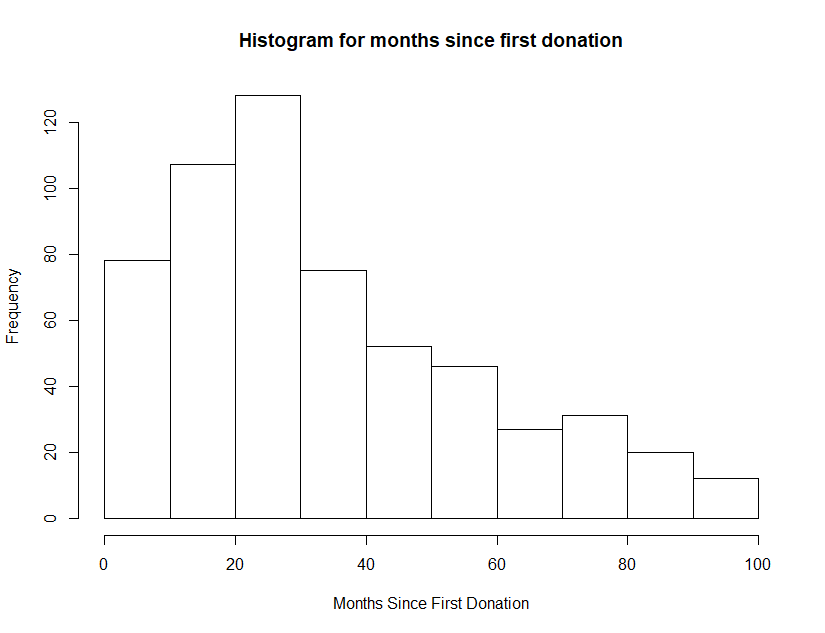 Histogram for months since first donation
Frequency
120
100
80
60
40
20
0
0 20 40 60 80 100
Months Since First Donation